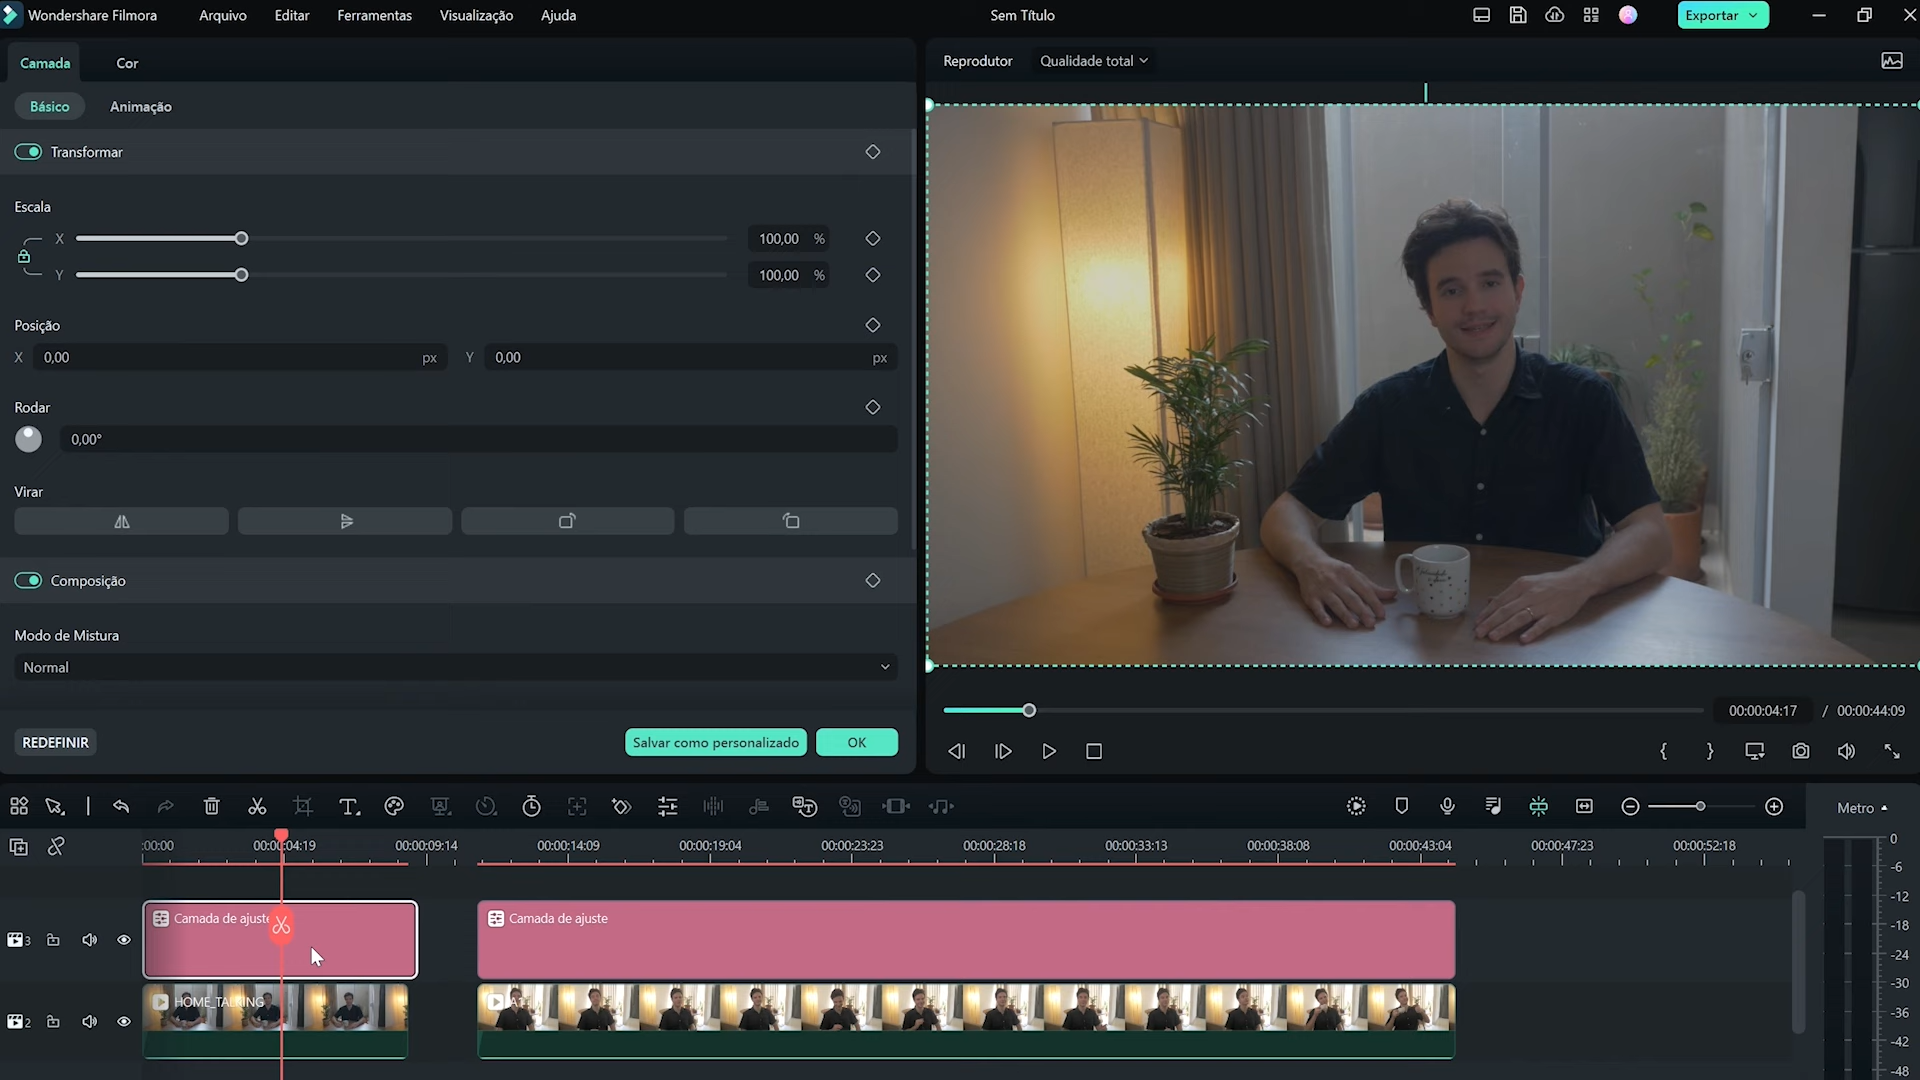 Wondershare Filmora
Arquivo
Editar
Ferramentas
Visualização
Ajuda
Sem Título
Exportar
Camada
Cor
Reprodutor
Qualidade total
Básico
Animação
Transformar
Escala
X
100,00 %
Y
100,00 %
Posição
X 0,00 px
Y 0,00 px
Rodar
0,00°
Virar
Composição
Modo de Mistura
Normal
REDEFINIR
Salvar como personalizado
OK
00:00:04:17 / 00:00:44:09
{ }
Metro
:00:00
00:00:04:19
00:00:09:14
00:00:14:09
00:00:19:04
00:00:23:23
00:00:28:18
00:00:33:13
00:00:38:08
00:00:43:04
00:00:47:23
00:00:52:18
0
-6
-12
-18
-24
-30
-36
-42
-48
3
Camada de ajuste
Camada de ajuste
2
HOME_TALKING